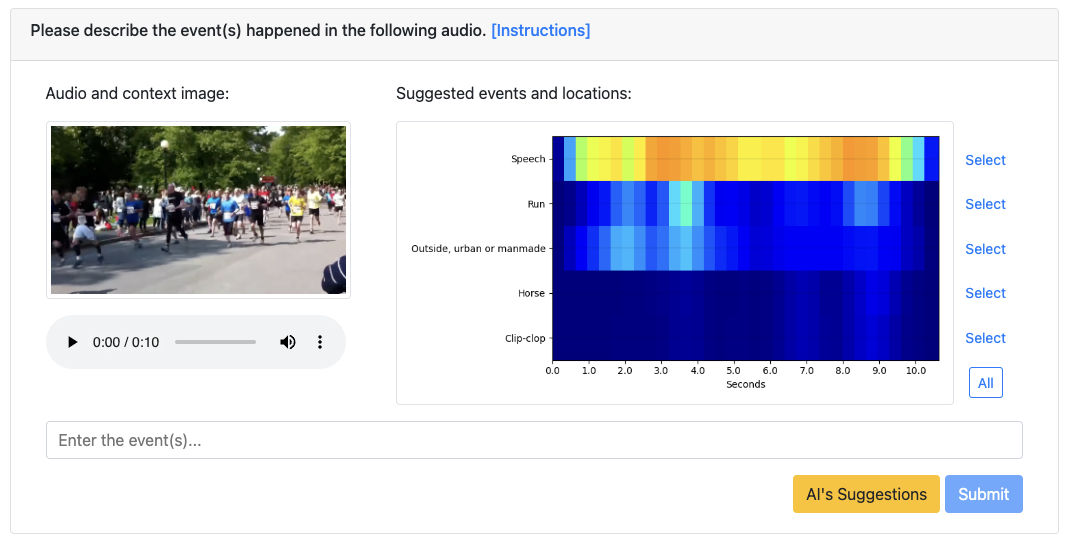 Please describe the event(s) happened in the following audio. [Instructions]
Audio and context image:
Suggested events and locations:
Speech
Select
Run
Select
Outside, urban or manmade
Select
Horse
Select
Clip-clop
Select
0.0 1.0 2.0 3.0 4.0 5.0 6.0 7.0 8.0 9.0 10.0
Seconds
All
0:00 / 0:10
Enter the event(s)...
AI's Suggestions
Submit